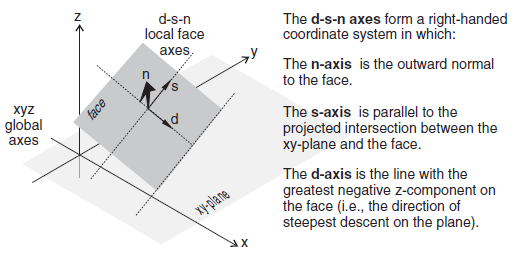 z
d-s-n
local face
axes
y
n
s
d
face
xyz
global
axes
xy-plane
x
The d-s-n axes form a right-handed
coordinate system in which:
The n-axis is the outward normal
to the face.
The s-axis is parallel to the
projected intersection between the
xy-plane and the face.
The d-axis is the line with the
greatest negative z-component on
the face (i.e., the direction of
steepest descent on the plane).